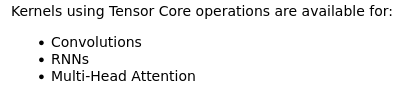 Kernels using Tensor Core operations are available for:
• Convolutions
• RNNs
• Multi-Head Attention